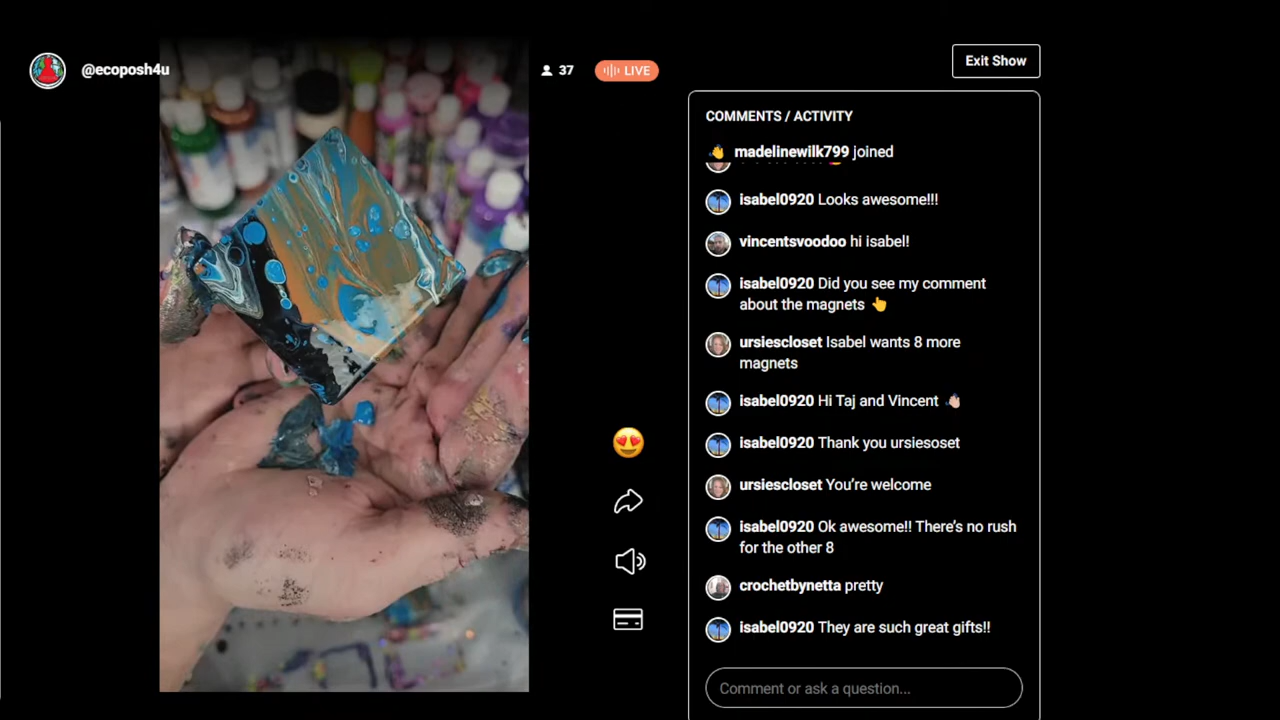 @ecoposh4u
37
LIVE
Exit Show
COMMENTS / ACTIVITY
madelinewilk799 joined
isabel0920 Looks awesome!!!
vincentsvoodoo hi isabel!
isabel0920 Did you see my comment
about the magnets 👆
ursiescloset Isabel wants 8 more
magnets
isabel0920 Hi Taj and Vincent 👋🏻
isabel0920 Thank you ursiesoset
ursiescloset You're welcome
isabel0920 Ok awesome!! There's no rush
for the other 8
crochetbynetta pretty
isabel0920 They are such great gifts!!
Comment or ask a question...